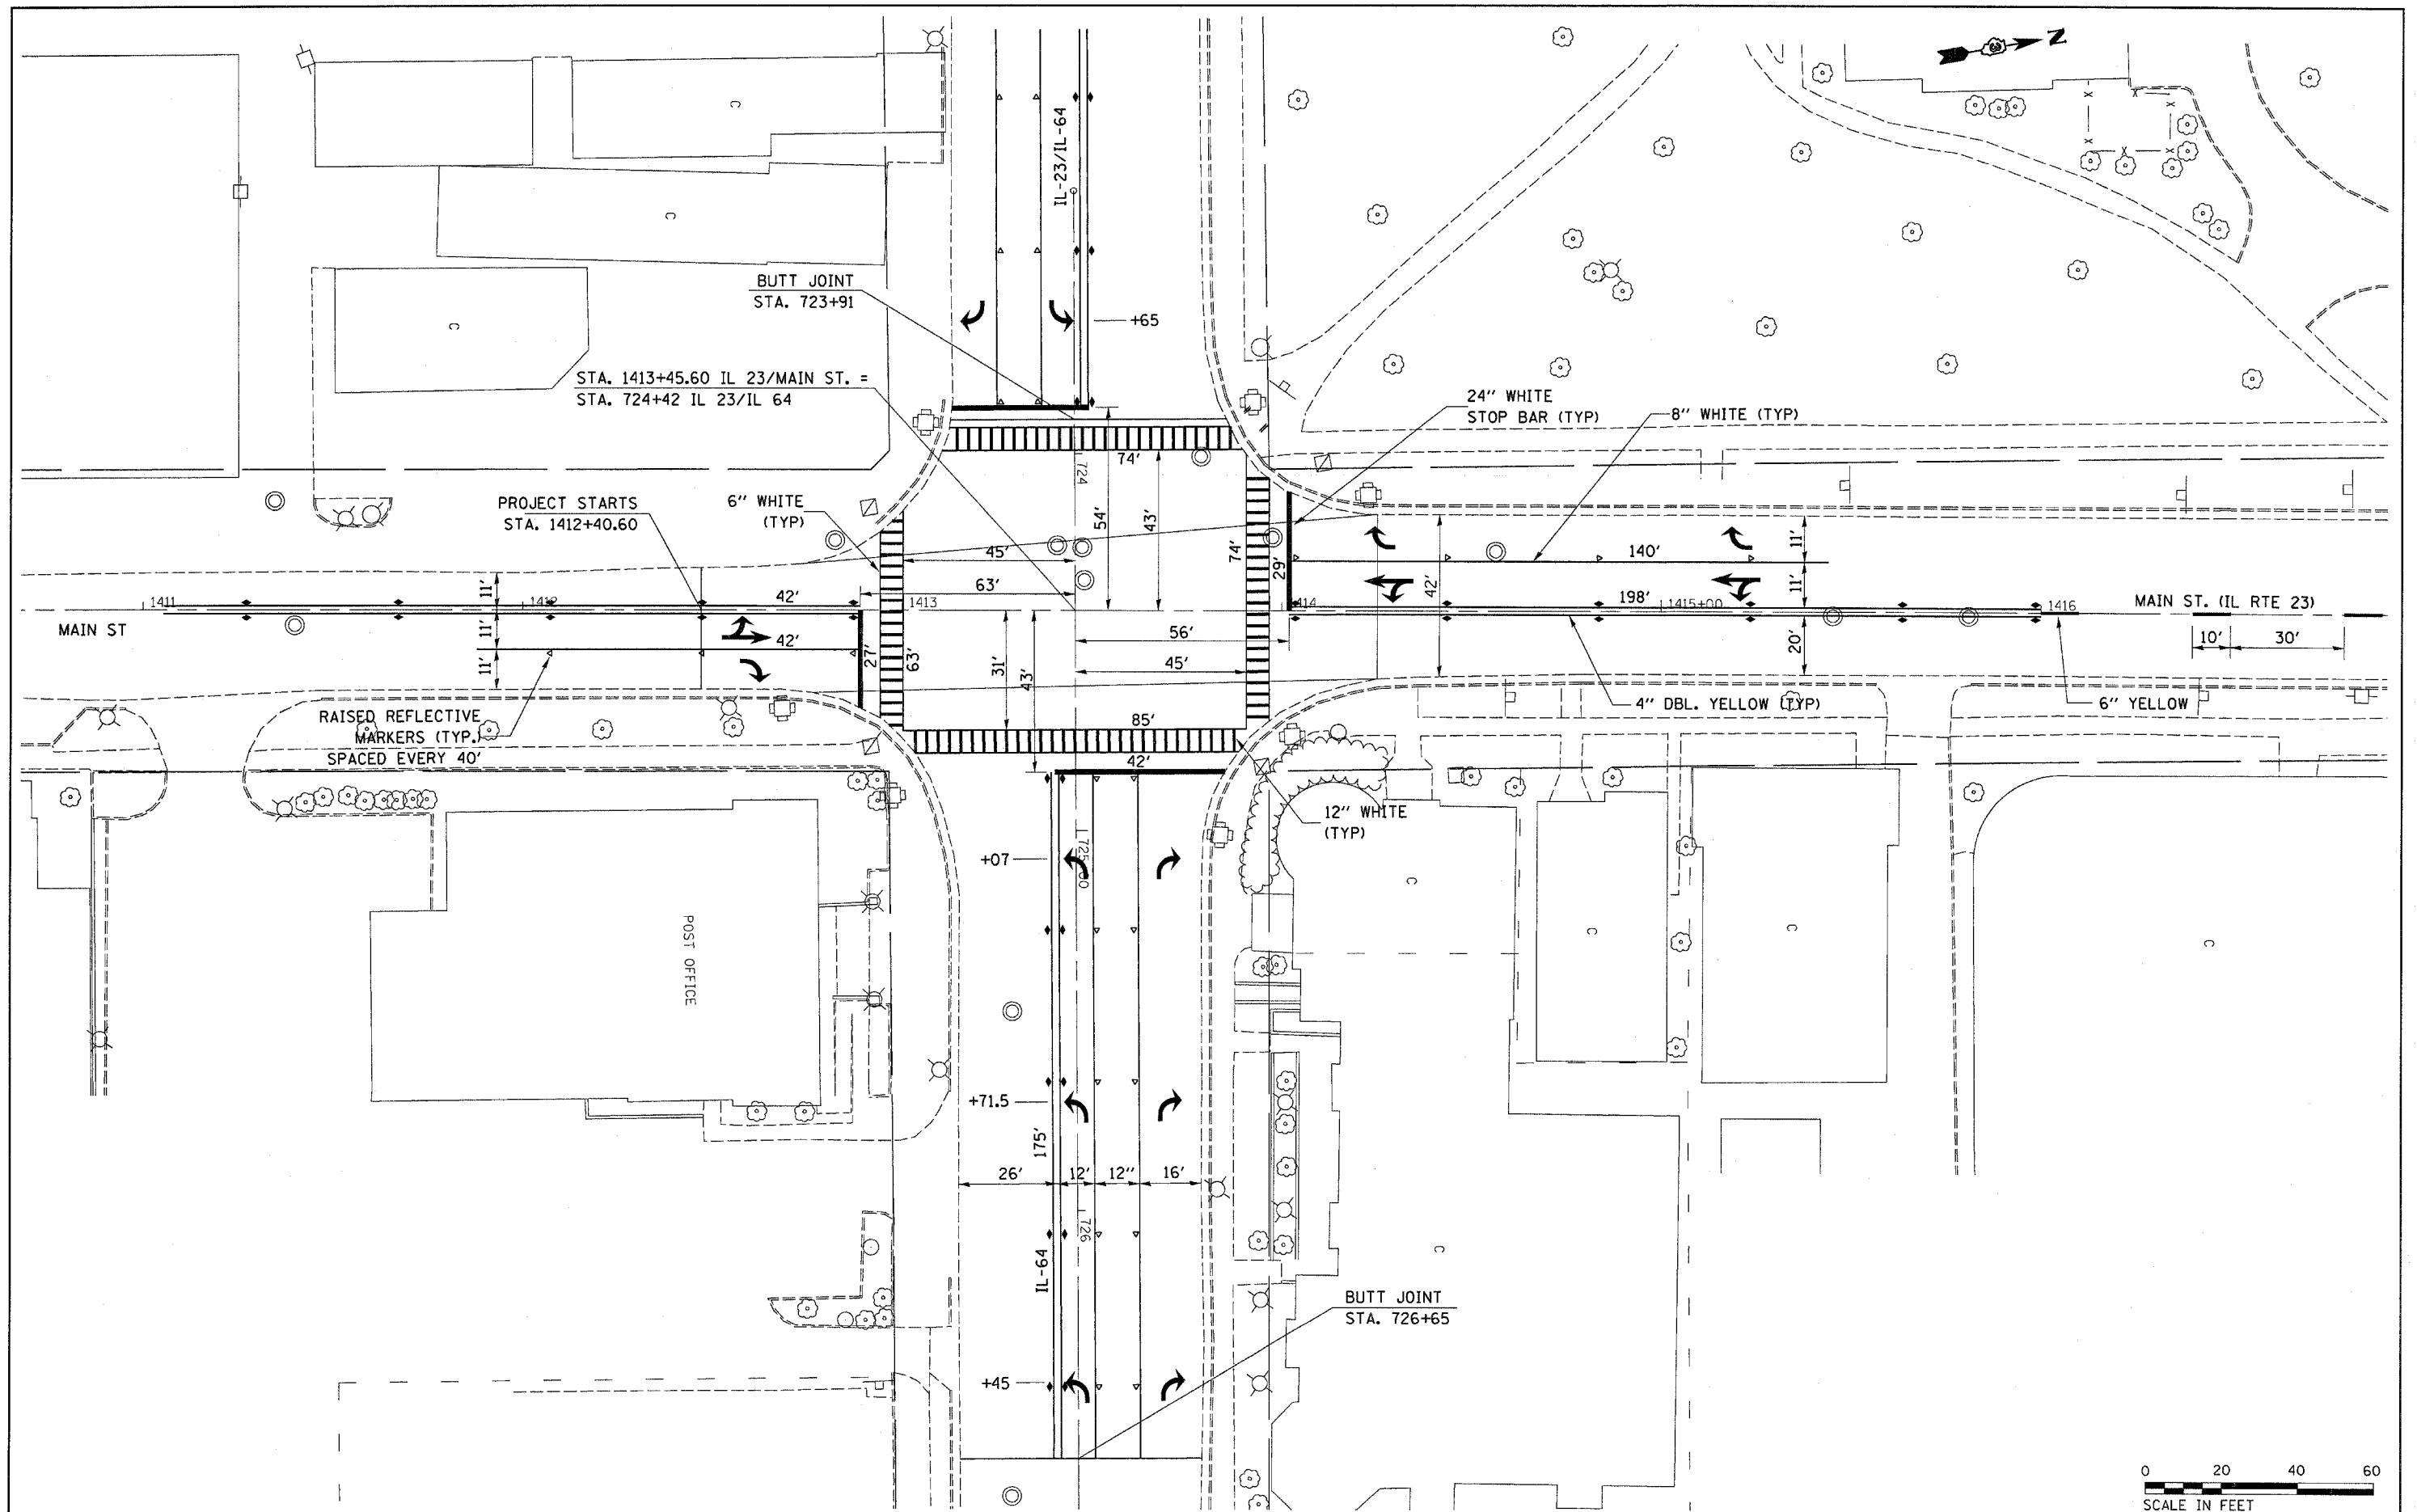 N
C
IL-23/IL-64
C
BUTT JOINT
STA. 723+91
+65
C
STA. 1413+45.60 IL 23/MAIN ST. =
STA. 724+42 IL 23/IL 64
24" WHITE
STOP BAR (TYP)
8" WHITE (TYP)
74'
724
PROJECT STARTS
STA. 1412+40.60
6" WHITE
(TYP)
54'
43'
45'
74'
29'
140'
11'
11'
42'
11'
63'
1411
1412
42'
1413
1414
198'
1415+00
1416
MAIN ST. (IL RTE 23)
MAIN ST
11'
42'
27'
63'
56'
20'
10'
30'
11'
31'
43'
45'
RAISED REFLECTIVE
MARKERS (TYP.)
SPACED EVERY 40'
85'
4" DBL. YELLOW (TYP)
6" YELLOW
42'
12" WHITE
(TYP)
+07
725+00
C
C
C
C
POST OFFICE
+71.5
175'
26'
12'
12"
16'
726
IL-64
C
BUTT JOINT
STA. 726+65
+45
0 20 40 60
SCALE IN FEET